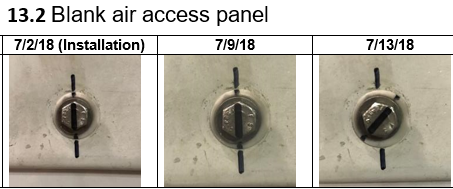 13.2 Blank air access panel
7/2/18 (Installation) 7/9/18 7/13/18